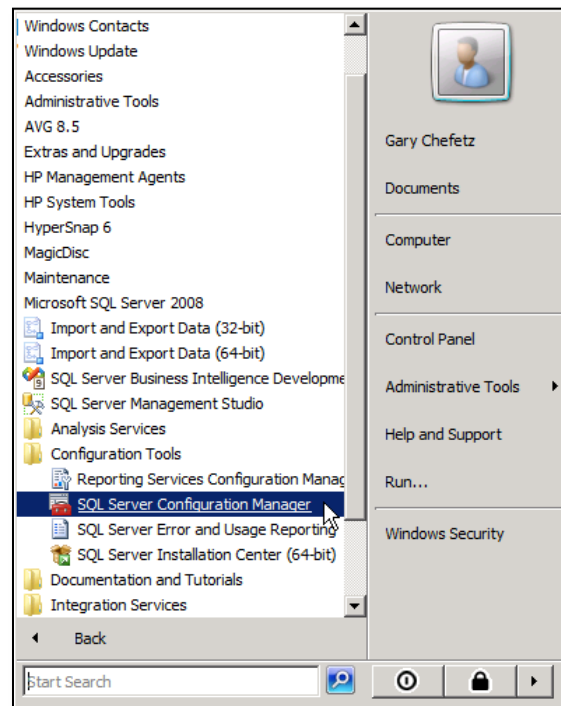 Windows Contacts
Windows Update
Accessories
Administrative Tools
AVG 8.5
Extras and Upgrades
HP Management Agents
HP System Tools
HyperSnap 6
MagicDisc
Maintenance
Microsoft SQL Server 2008
Import and Export Data (32-bit)
Import and Export Data (64-bit)
SQL Server Business Intelligence Developme
SQL Server Management Studio
Analysis Services
Configuration Tools
Reporting Services Configuration Manag
SQL Server Configuration Manager
SQL Server Error and Usage Reporting
SQL Server Installation Center (64-bit)
Documentation and Tutorials
Integration Services
Back
Start Search
Gary Chefetz
Documents
Computer
Network
Control Panel
Administrative Tools
Help and Support
Run...
Windows Security